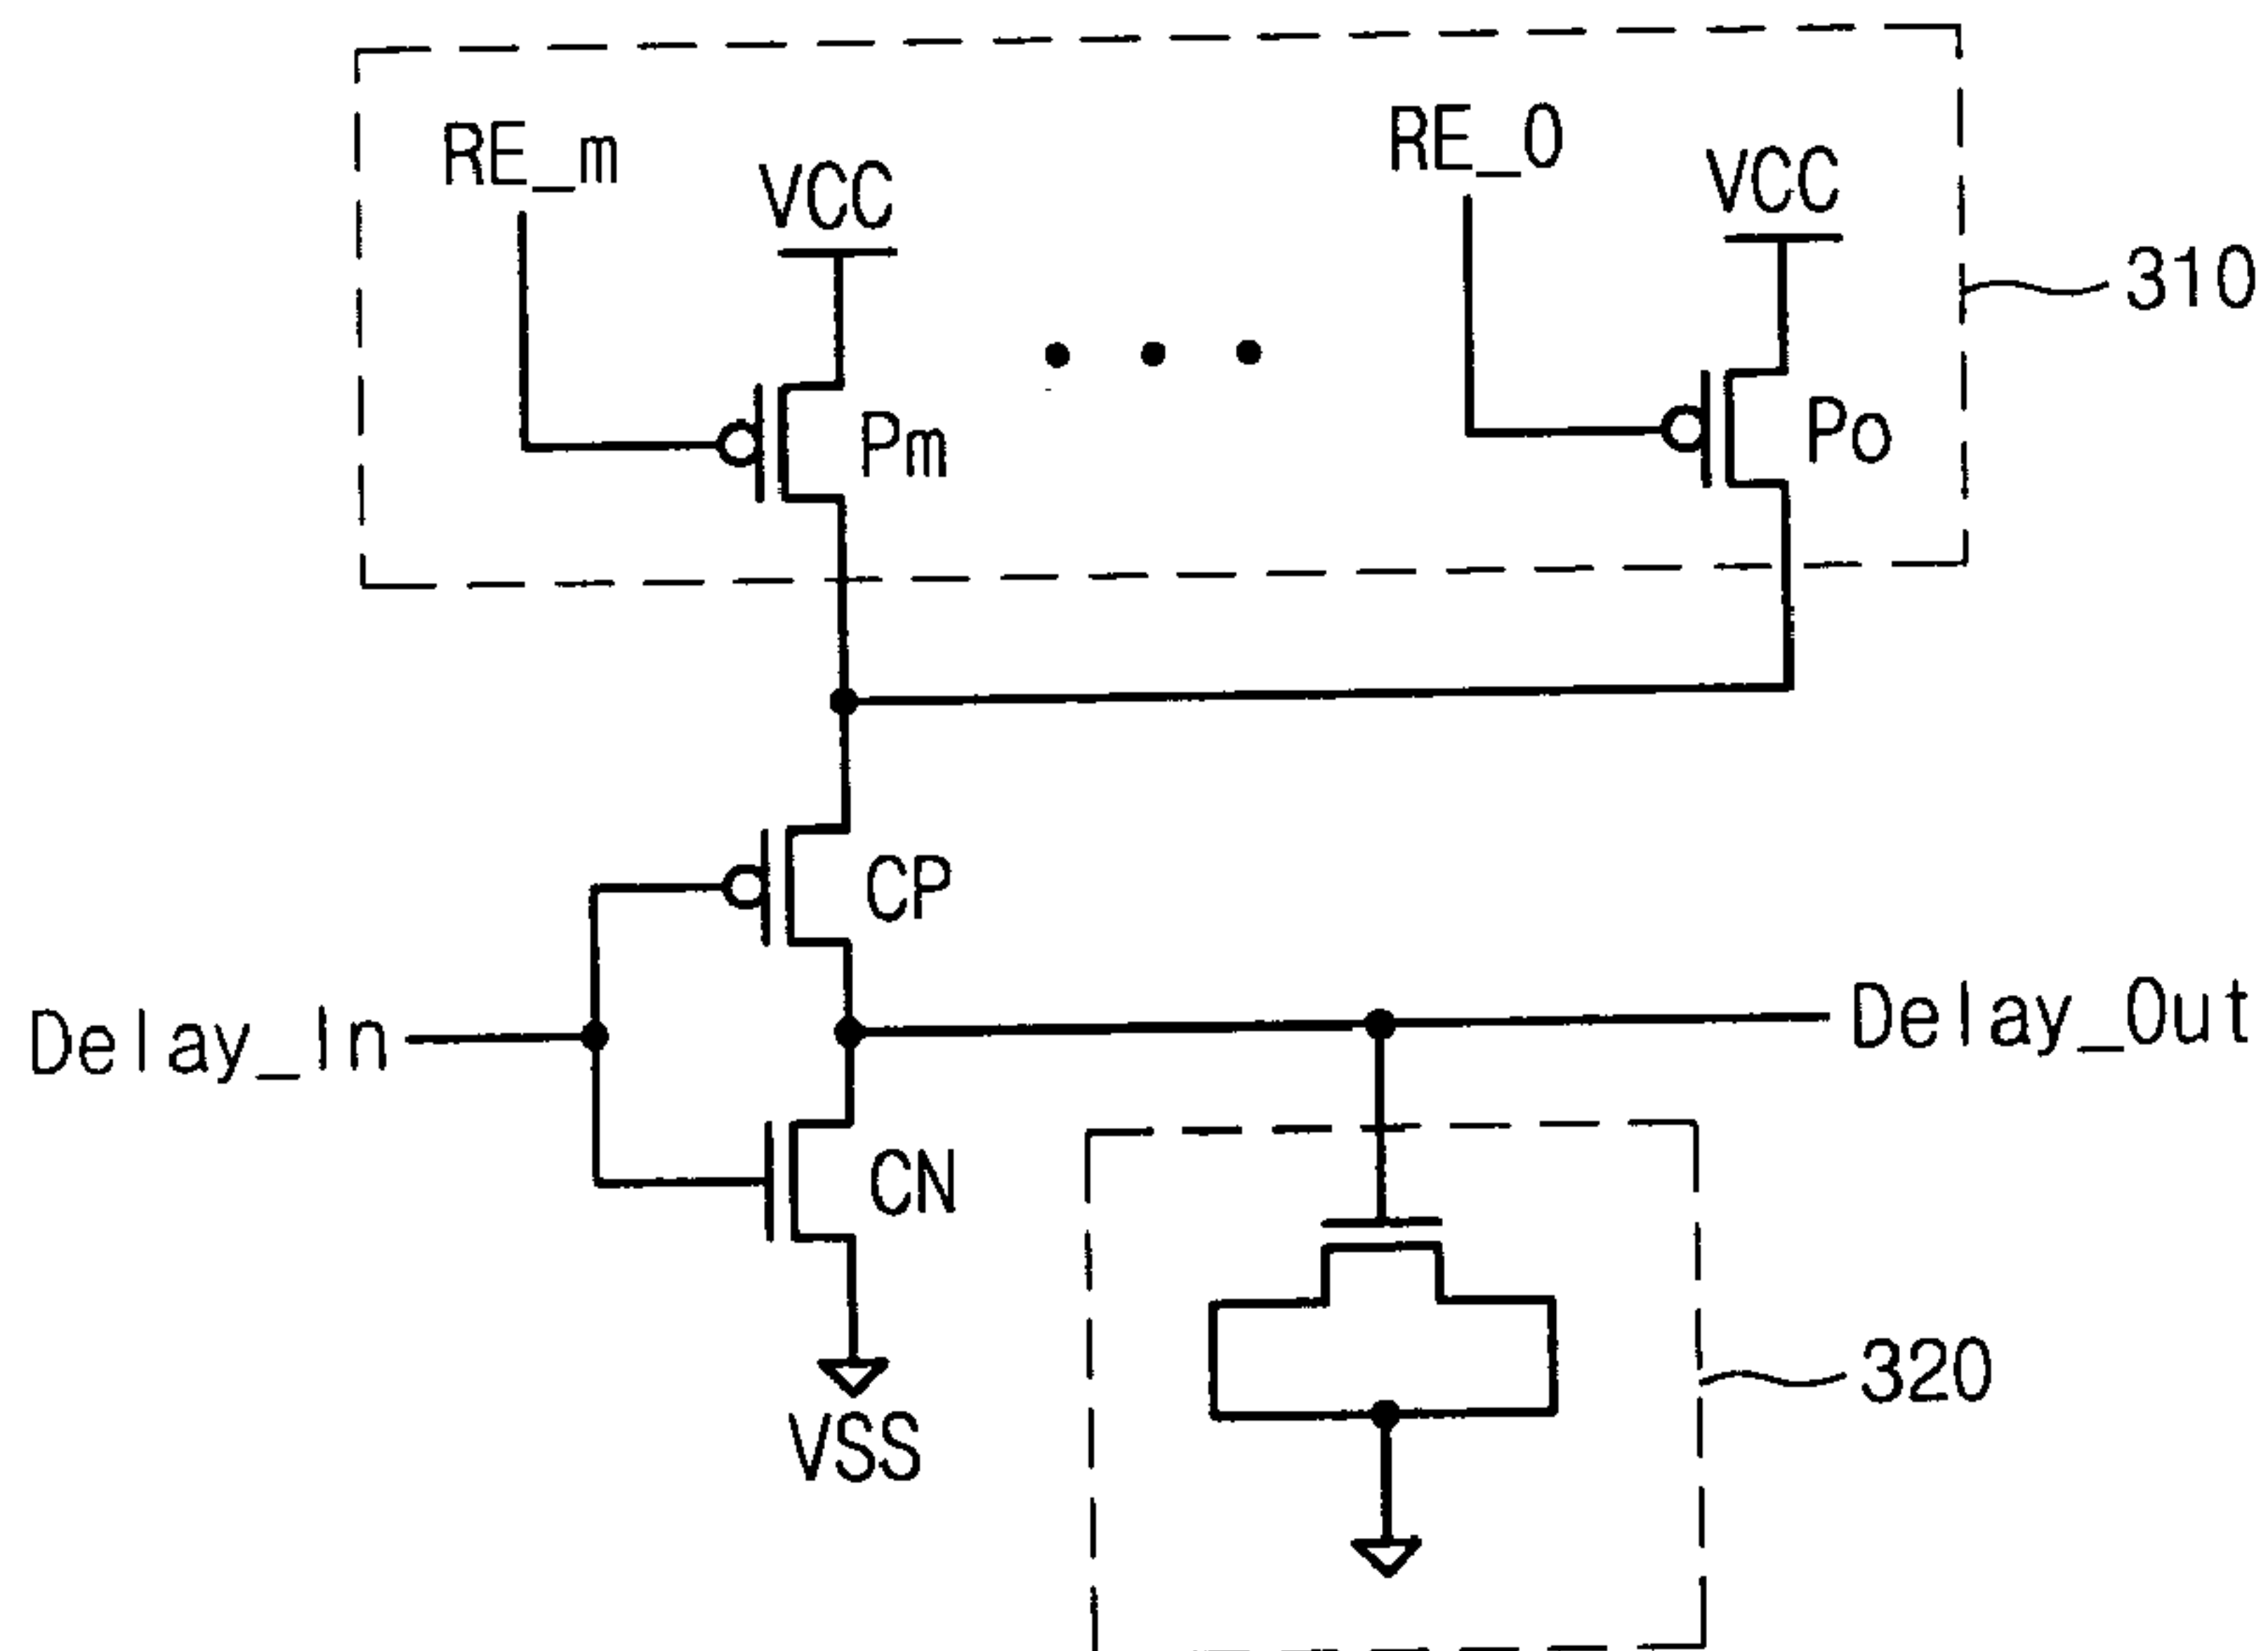 RE_m
VCC
RE_0
VCC
310
Pm
Po
CP
Delay_In
Delay_Out
CN
VSS
320